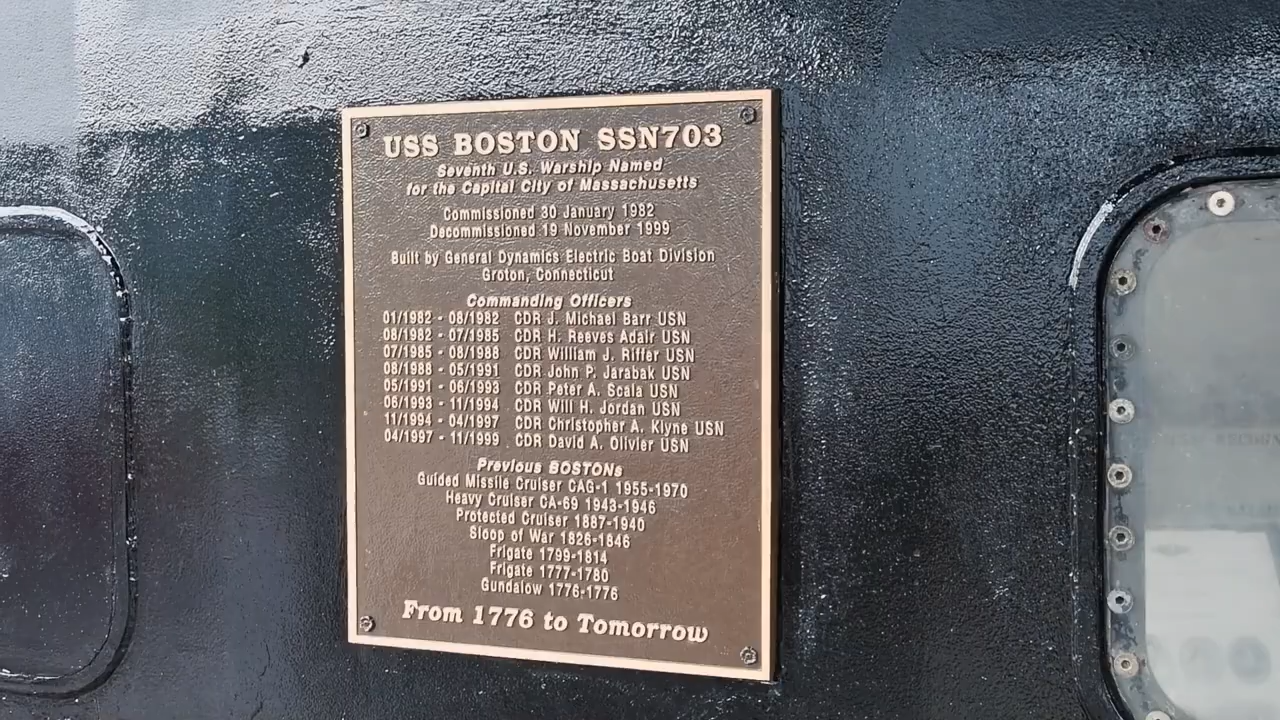 USS BOSTON SSN703
Seventh U.S. Warship Named
for the Capital City of Massachusetts
Commissioned 30 January 1982
Decommissioned 19 November 1999
Built by General Dynamics Electric Boat Division
Groton, Connecticut
Commanding Officers
01/1982 - 08/1982 CDR J. Michael Barr USN
08/1982 - 07/1985 CDR H. Reeves Adair USN
07/1985 - 08/1988 CDR William J. Riffer USN
08/1988 - 05/1991 CDR John P. Jarabak USN
05/1991 - 06/1993 CDR Peter A. Scala USN
06/1993 - 11/1994 CDR Will H. Jordan USN
11/1994 - 04/1997 CDR Christopher A. Klyne USN
04/1997 - 11/1999 CDR David A. Olivier USN
Previous BOSTONs
Guided Missile Cruiser CAG-1 1955-1970
Heavy Cruiser CA-69 1943-1946
Protected Cruiser 1887-1940
Sloop of War 1826-1846
Frigate 1799-1814
Frigate 1777-1780
Gundalow 1776-1776
From 1776 to Tomorrow